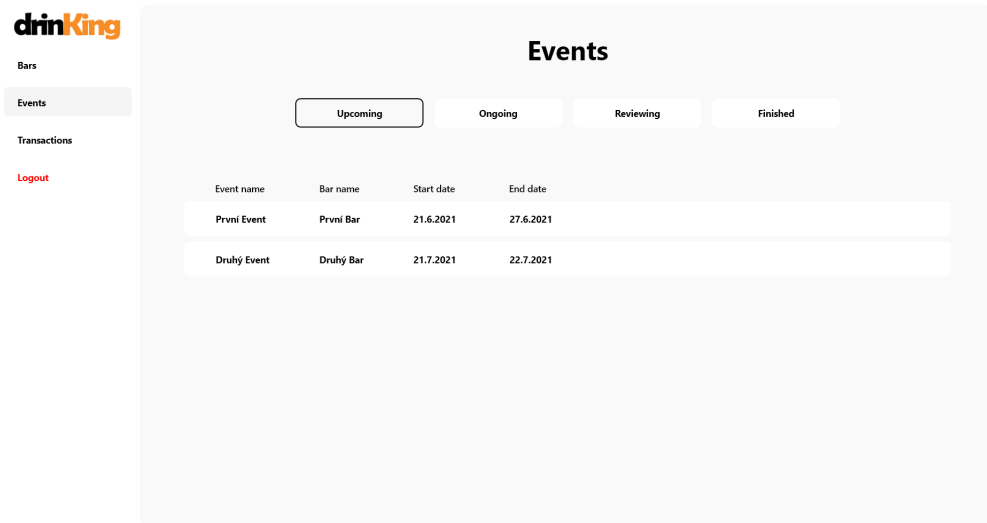 drinKing
Bars
Events
Transactions
Logout
Events
Upcoming Ongoing Reviewing Finished
Event name Bar name Start date End date
První Event První Bar 21.6.2021 27.6.2021
Druhý Event Druhý Bar 21.7.2021 22.7.2021